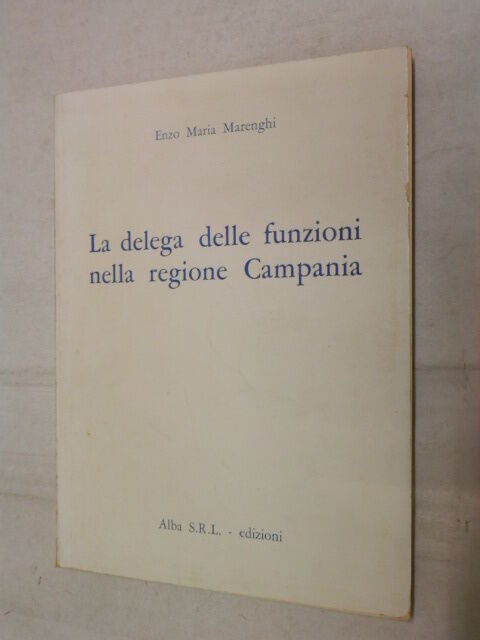 Enzo Maria Marenghi
La delega delle funzioni
nella regione Campania
Alba S.R.L. - edizioni